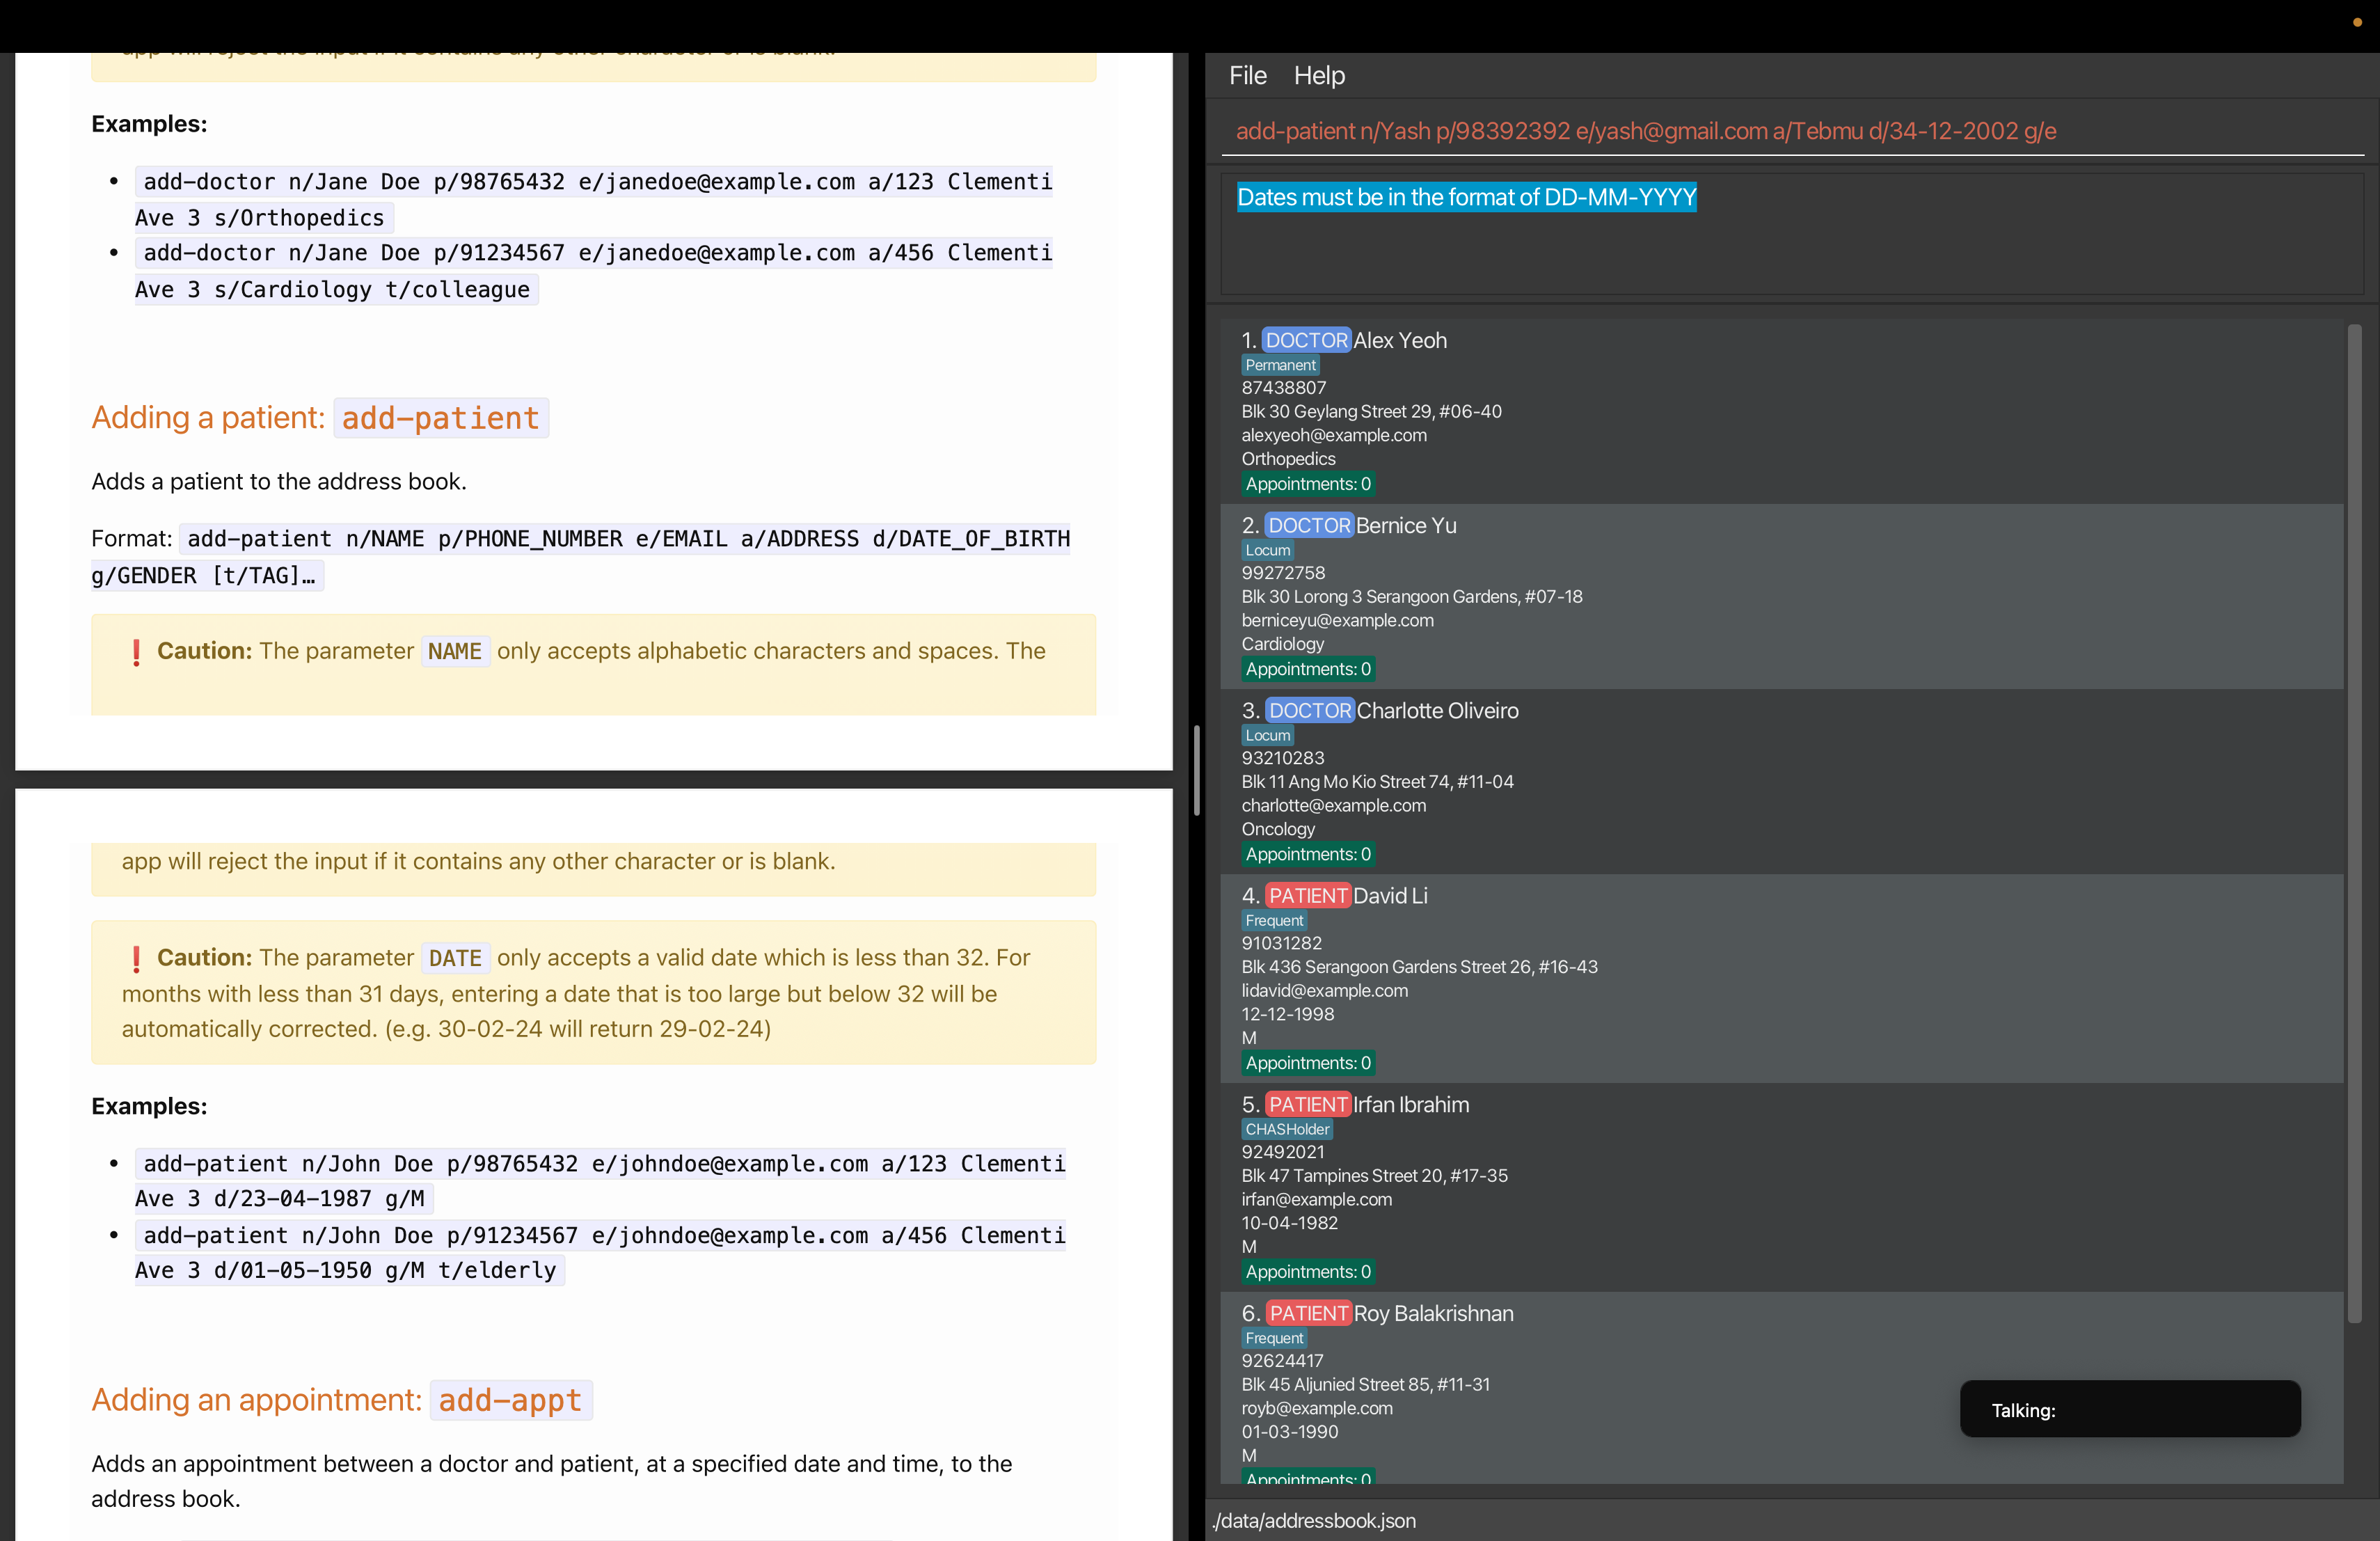 app will reject the input if it contains any other character or is blank.
Examples:
• add-doctor n/Jane Doe p/98765432 e/janedoe@example.com a/123 Clementi
Ave 3 s/Orthopedics
• add-doctor n/Jane Doe p/91234567 e/janedoe@example.com a/456 Clementi
Ave 3 s/Cardiology t/colleague
Adding a patient: add-patient
Adds a patient to the address book.
Format: add-patient n/NAME p/PHONE_NUMBER e/EMAIL a/ADDRESS d/DATE_OF_BIRTH
g/GENDER [t/TAG]…
❗ Caution: The parameter NAME only accepts alphabetic characters and spaces. The
app will reject the input if it contains any other character or is blank.
❗ Caution: The parameter DATE only accepts a valid date which is less than 32. For
months with less than 31 days, entering a date that is too large but below 32 will be
automatically corrected. (e.g. 30-02-24 will return 29-02-24)
Examples:
• add-patient n/John Doe p/98765432 e/johndoe@example.com a/123 Clementi
Ave 3 d/23-04-1987 g/M
• add-patient n/John Doe p/91234567 e/johndoe@example.com a/456 Clementi
Ave 3 d/01-05-1950 g/M t/elderly
Adding an appointment: add-appt
Adds an appointment between a doctor and patient, at a specified date and time, to the
address book.
File Help
add-patient n/Yash p/98392392 e/yash@gmail.com a/Tebmu d/34-12-2002 g/e
Dates must be in the format of DD-MM-YYYY
1. DOCTOR Alex Yeoh
Permanent
87438807
Blk 30 Geylang Street 29, #06-40
alexyeoh@example.com
Orthopedics
Appointments: 0
2. DOCTOR Bernice Yu
Locum
99272758
Blk 30 Lorong 3 Serangoon Gardens, #07-18
berniceyu@example.com
Cardiology
Appointments: 0
3. DOCTOR Charlotte Oliveiro
Locum
93210283
Blk 11 Ang Mo Kio Street 74, #11-04
charlotte@example.com
Oncology
Appointments: 0
4. PATIENT David Li
Frequent
91031282
Blk 436 Serangoon Gardens Street 26, #16-43
lidavid@example.com
12-12-1998
M
Appointments: 0
5. PATIENT Irfan Ibrahim
CHASHolder
92492021
Blk 47 Tampines Street 20, #17-35
irfan@example.com
10-04-1982
M
Appointments: 0
6. PATIENT Roy Balakrishnan
Frequent
92624417
Blk 45 Aljunied Street 85, #11-31
royb@example.com
01-03-1990
M
Appointments: 0
Talking:
./data/addressbook.json